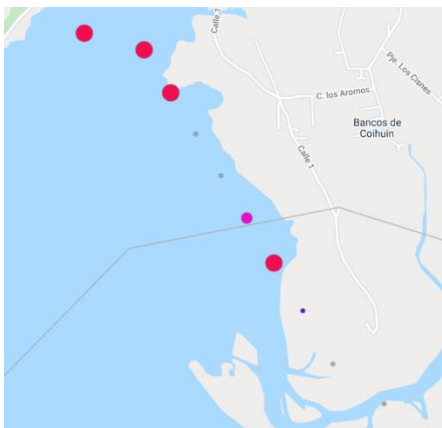 Calle 1
Pje. Los Cisnes
C. los Aromos
Bancos de
Coihuin
Calle 1